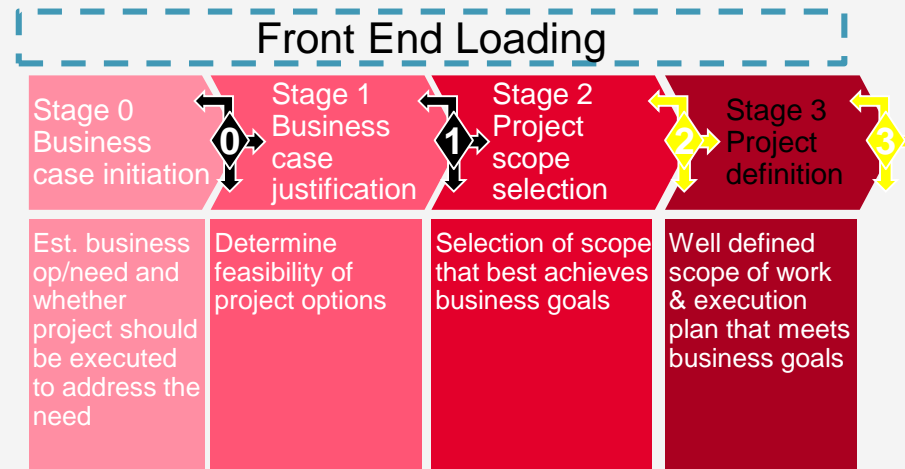 Front End Loading
Stage 0
Business
case initiation
0
Stage 1
Business
case
justification
1
Stage 2
Project
scope
selection
2
Stage 3
Project
definition
3
Est. business
op/need and
whether
project should
be executed
to address the
need
Determine
feasibility of
project options
Selection of scope
that best achieves
business goals
Well defined
scope of work
& execution
plan that meets
business goals